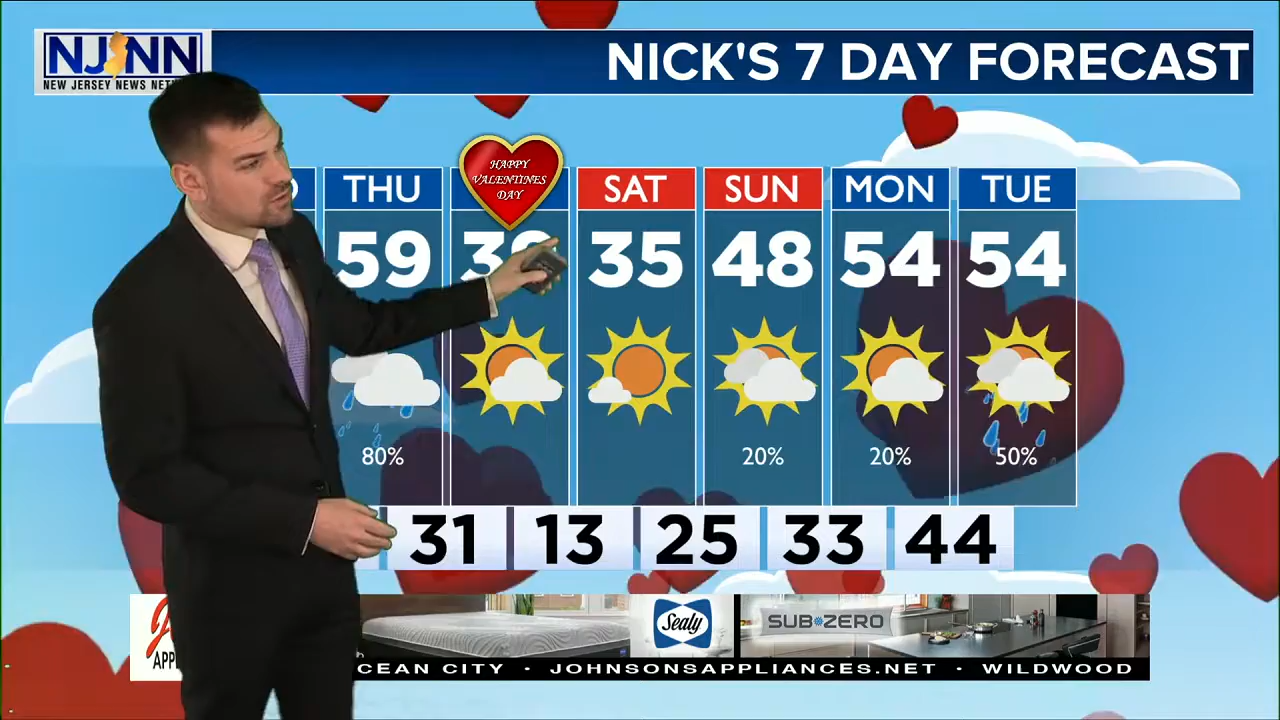 NJNN
NEW JERSEY NEWS
NICK'S 7 DAY FORECAST
THU SAT SUN MON TUE
HAPPY
VALENTINES
DAY
59 35 48 54 54
80% 20% 20% 50%
31 13 25 33 44
Sealy
SUB ZERO
CEAN CITY · JOHNSONSAPPLIANCES.NET · WILDWOOD